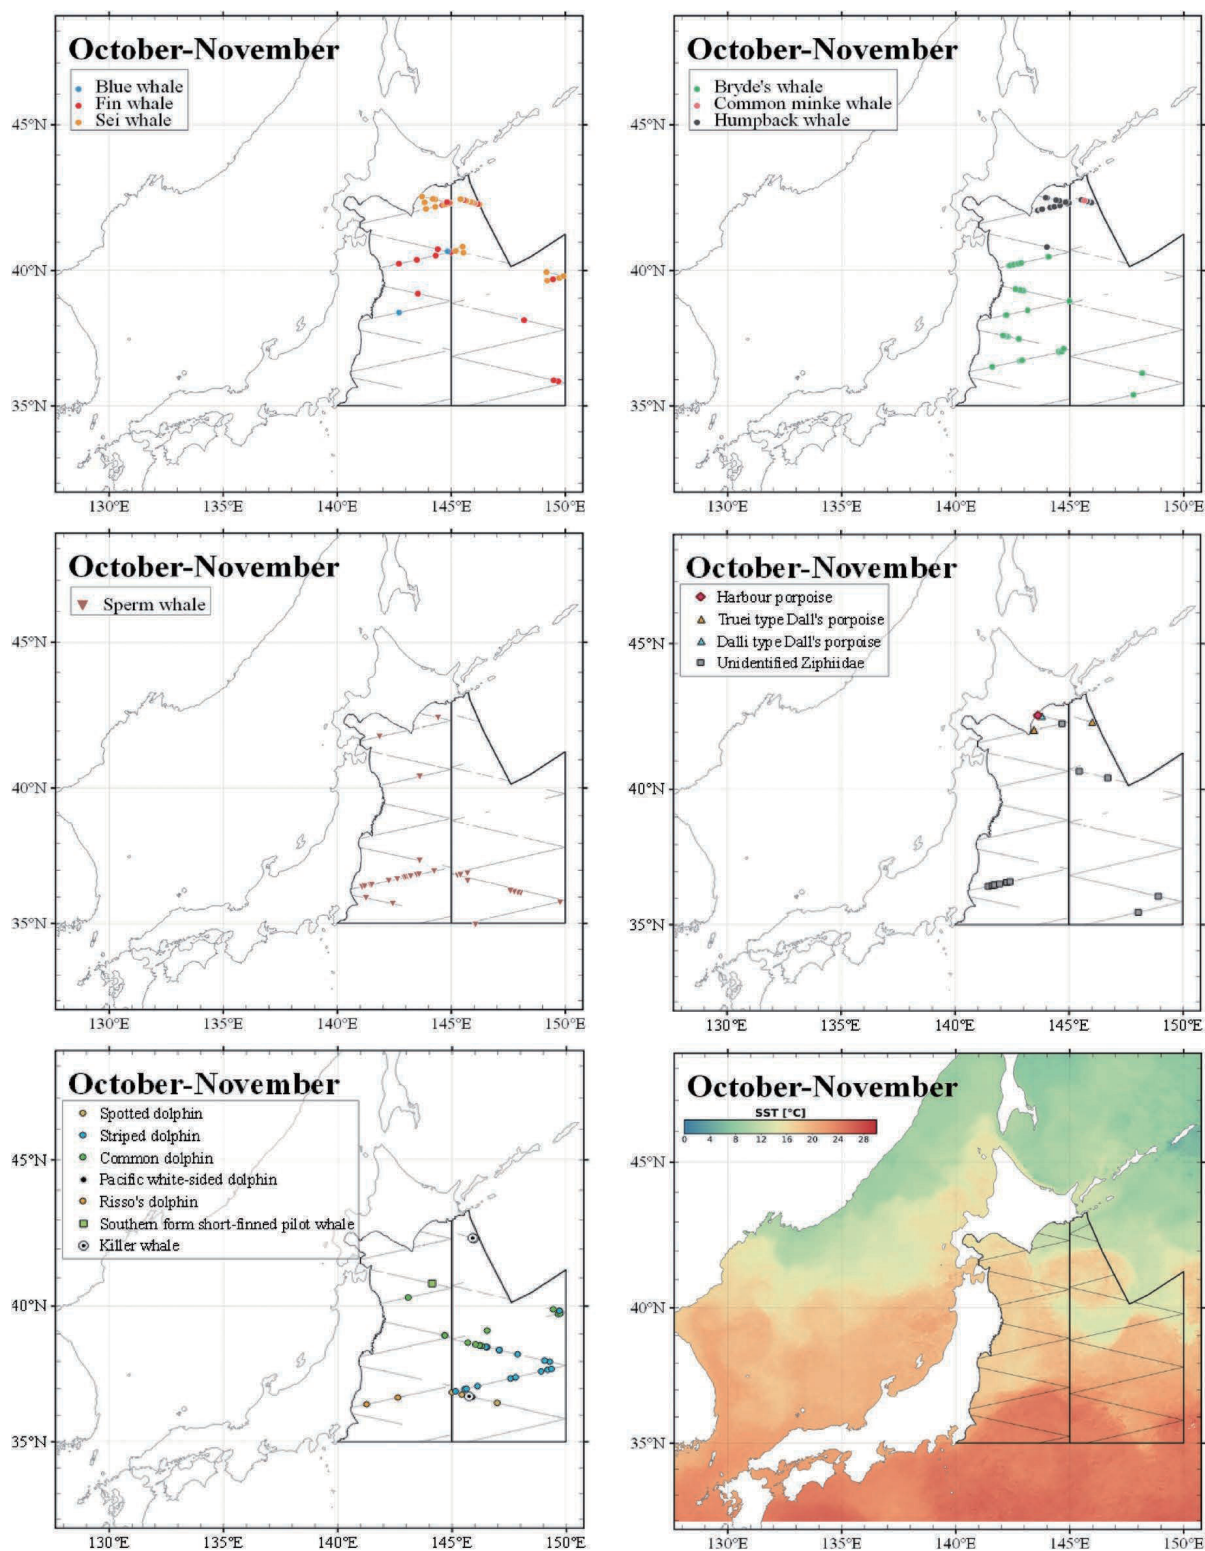 October-November
Blue whale
Fin whale
Sei whale
45°N
40°N
35°N
130°E 135°E 140°E 145°E 150°E
October-November
Bryde's whale
Common minke whale
Humpback whale
45°N
40°N
35°N
130°E 135°E 140°E 145°E 150°E
October-November
Sperm whale
45°N
40°N
35°N
130°E 135°E 140°E 145°E 150°E
October-November
Harbour porpoise
Truei type Dall's porpoise
Dalli type Dall's porpoise
Unidentified Ziphiidae
45°N
40°N
35°N
130°E 135°E 140°E 145°E 150°E
October-November
Spotted dolphin
Striped dolphin
Common dolphin
Pacific white-sided dolphin
Risso's dolphin
Southern form short-finned pilot whale
Killer whale
45°N
40°N
35°N
130°E 135°E 140°E 145°E 150°E
October-November
SST [°C]
0 4 8 12 16 20 24 28
45°N
40°N
35°N
130°E 135°E 140°E 145°E 150°E